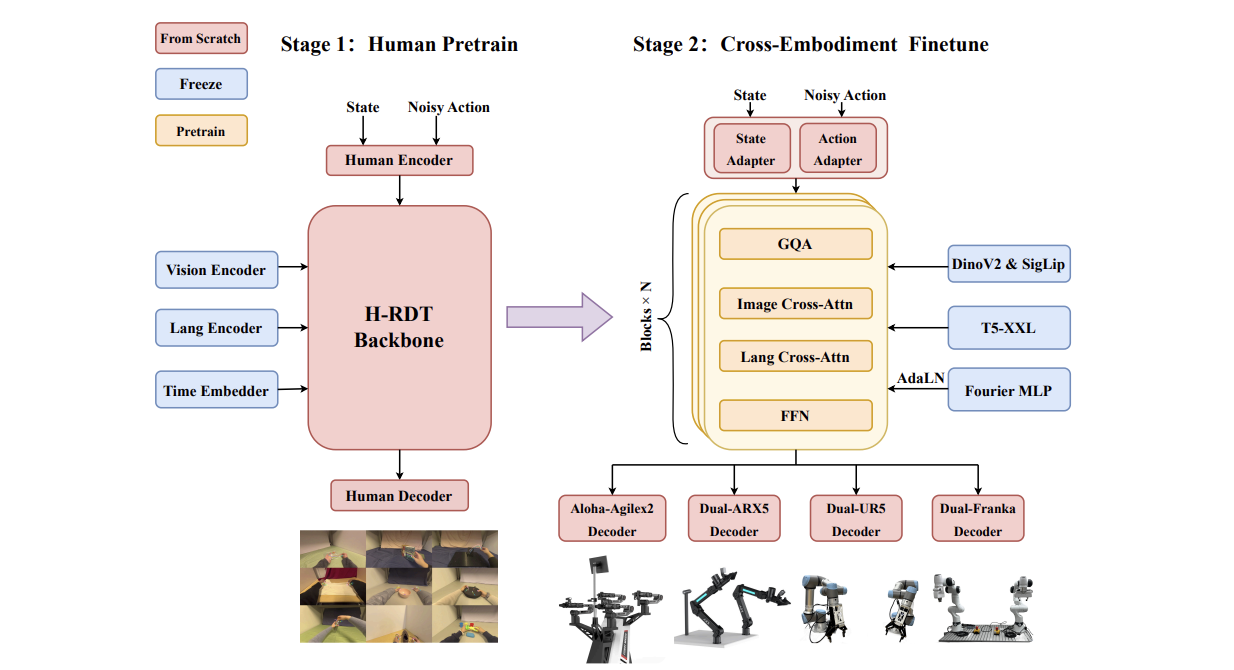 From Scratch
Freeze
Pretrain
Stage 1: Human Pretrain
State
Noisy Action
Human Encoder
Vision Encoder
Lang Encoder
Time Embedder
H-RDT
Backbone
Human Decoder
Stage 2: Cross-Embodiment Finetune
State
Noisy Action
State
Adapter
Action
Adapter
Blocks × N
GQA
Image Cross-Attn
Lang Cross-Attn
FFN
DinoV2 & SigLip
T5-XXL
AdaLN
Fourier MLP
Aloha-Agilex2
Decoder
Dual-ARX5
Decoder
Dual-UR5
Decoder
Dual-Franka
Decoder